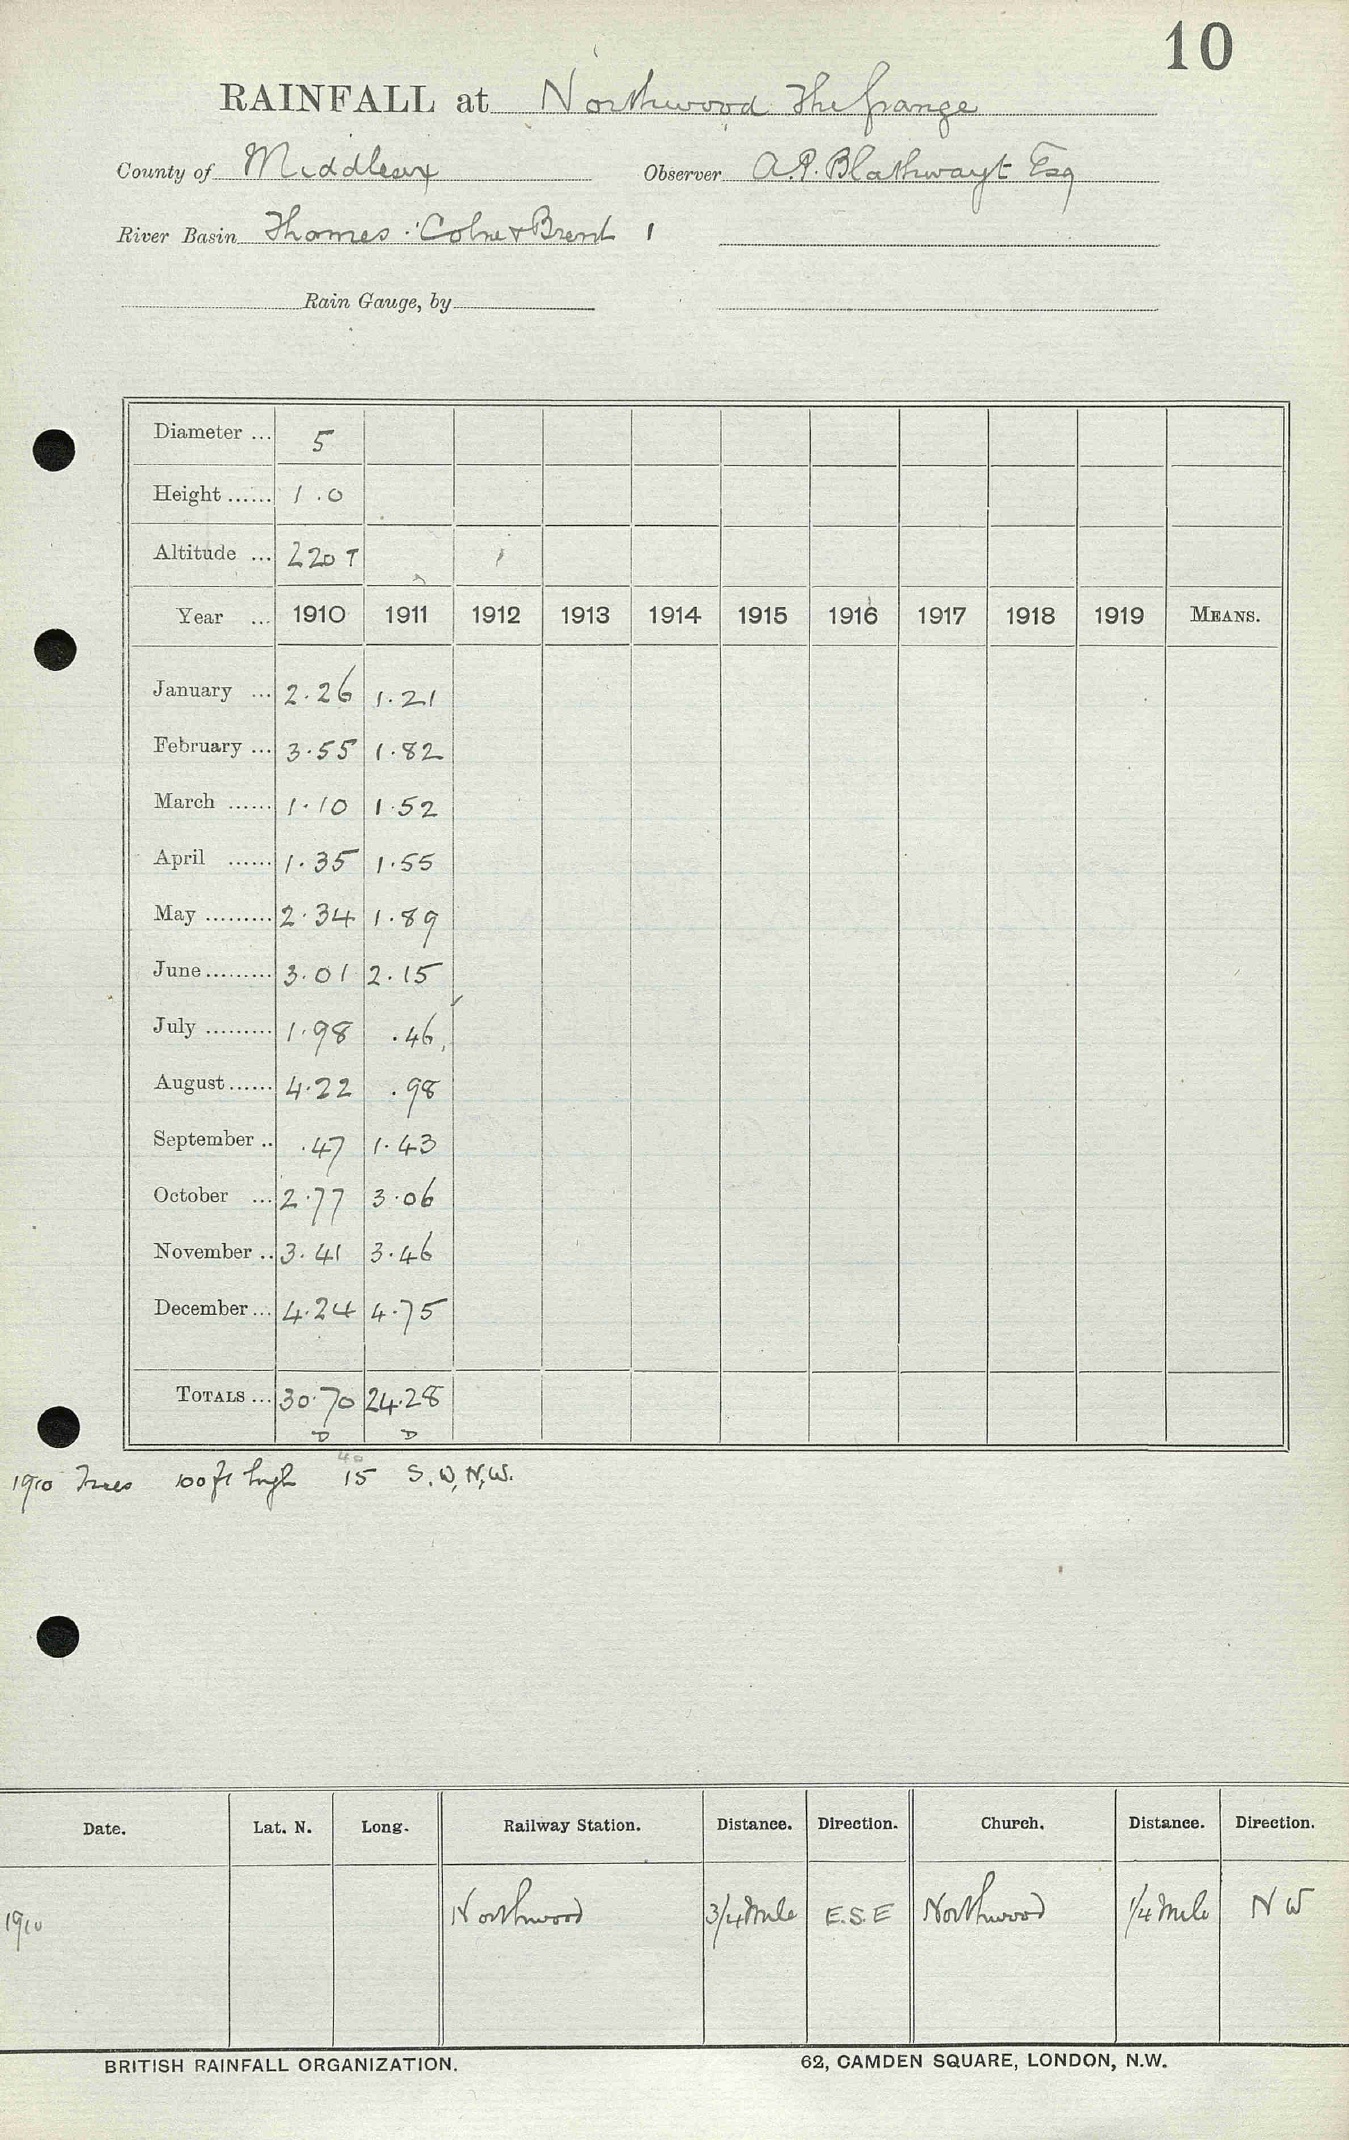 10
RAINFALL at Northwood The Grange
County of Middlesex Observer A.P. Blathwayt Esq
River Basin Thames : Colne & Brent 1
Rain Gauge, by
Diameter ... 5
Height ...... 1.0
Altitude ... 220 T
Year ... 1910 1911 1912 1913 1914 1915 1916 1917 1918 1919 MEANS.
January ... 2.26 1.21
February ... 3.55 1.82
March ...... 1.10 1.52
April ...... 1.35 1.55
May ......... 2.34 1.89
June ......... 3.01 2.15
July ......... 1.98 .46
August ...... 4.22 .98
September .. .47 1.43
October ... 2.77 3.06
November .. 3.41 3.46
December ... 4.24 4.75
TOTALS ... 30.70 24.28
D D
40
1910 Trees 100 ft high 15 S.W, N,W.
Date. Lat. N. Long. Railway Station. Distance. Direction. Church. Distance. Direction.
1910 Northwood 3/4 Mile E.S.E Northwood 1/4 Mile N W
BRITISH RAINFALL ORGANIZATION. 62, CAMDEN SQUARE, LONDON, N.W.